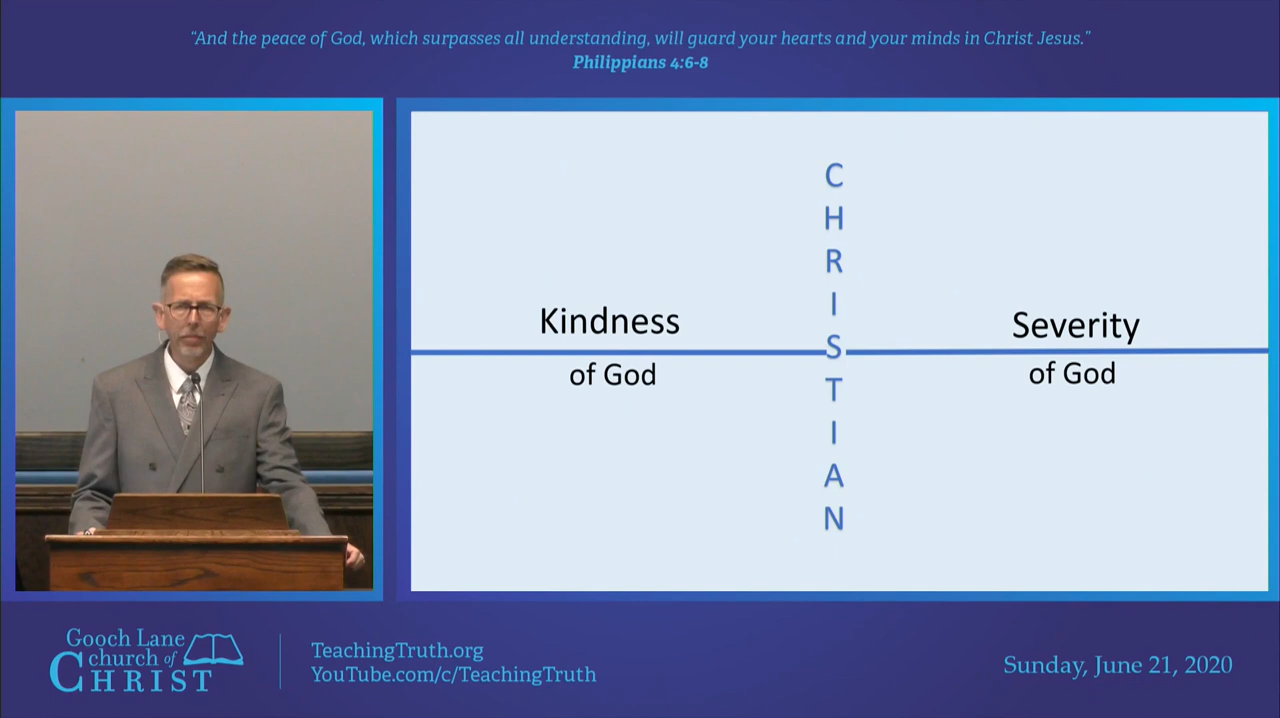 “And the peace of God, which surpasses all understanding, will guard your hearts and your minds in Christ Jesus.”
Philippians 4:6-8
Kindness
of God
C
H
R
I
S
T
I
A
N
Severity
of God
Gooch Lane
church of
CHRIST
TeachingTruth.org
YouTube.com/c/TeachingTruth
Sunday, June 21, 2020